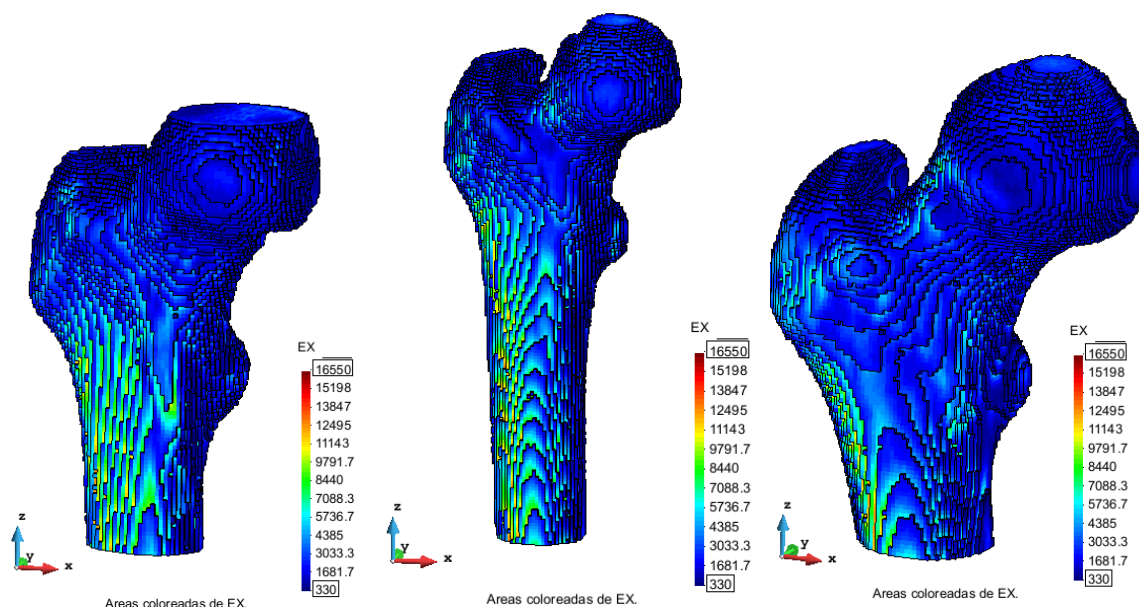 EX
16550
15198
13847
12495
11143
9791.7
8440
7088.3
5736.7
4385
3033.3
1681.7
330
z
y
x
Areas coloreadas de EX.
EX
16550
15198
13847
12495
11143
9791.7
8440
7088.3
5736.7
4385
3033.3
1681.7
330
z
y
x
Areas coloreadas de EX.
EX
16550
15198
13847
12495
11143
9791.7
8440
7088.3
5736.7
4385
3033.3
1681.7
330
z
y
x
Areas coloreadas de EX.